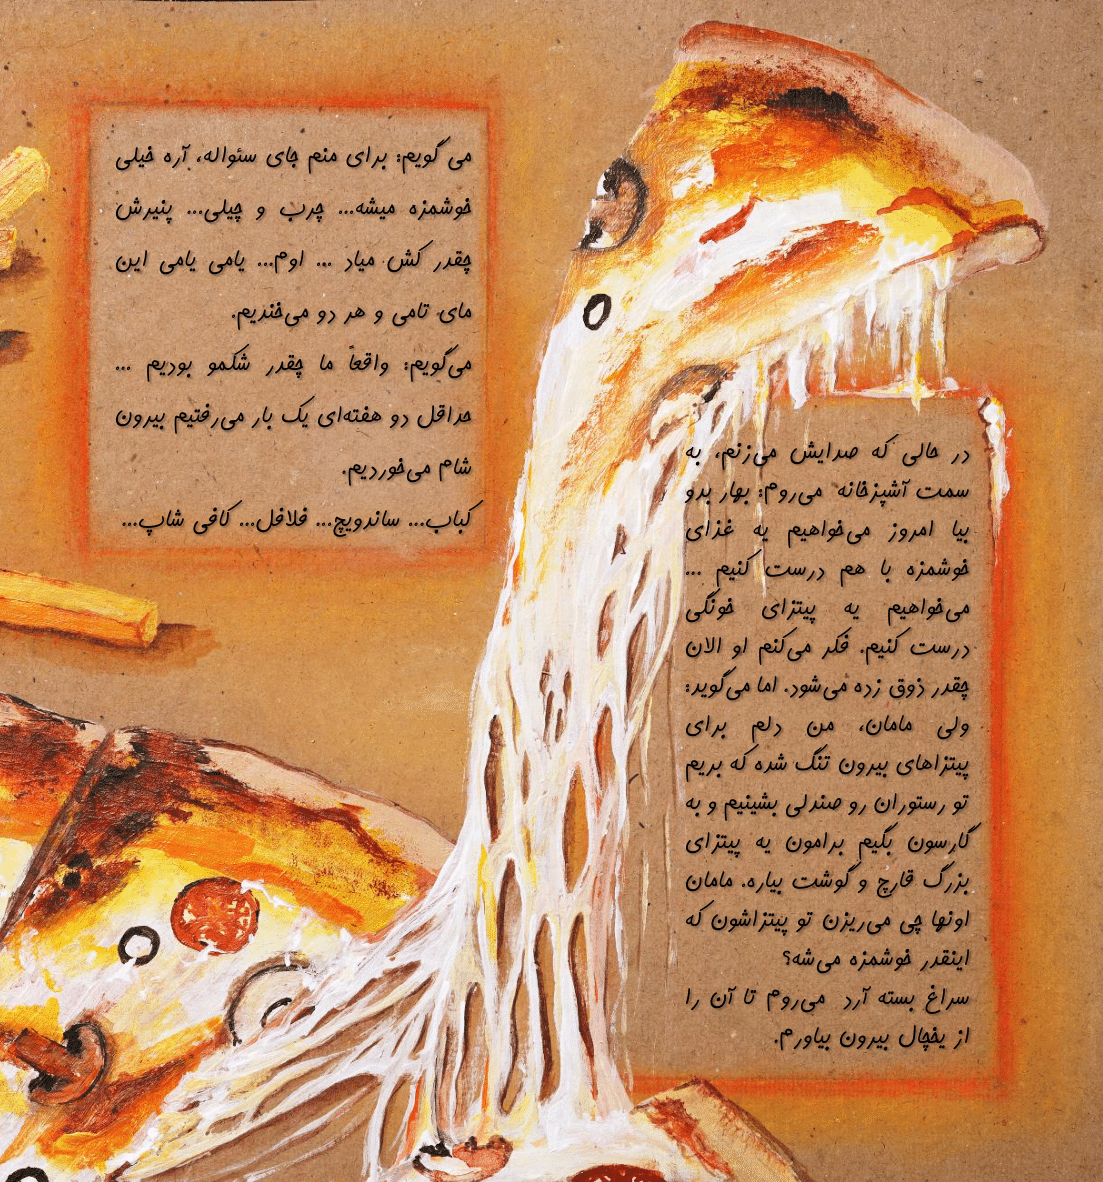 در حالی که صدایش می‌زنم، به
سمت آشپزخانه می‌روم: بهار بدو
بیا امروز می‌خواهیم یه غذای
خوشمزه با هم درست کنیم ...
می‌خواهیم یه پیتزای خونگی
درست کنیم. فکر می‌کنم او الان
چقدر ذوق زده می‌شود. اما می‌گوید:
ولی مامان، من دلم برای
پیتزاهای بیرون تنگ شده که بریم
تو رستوران رو صندلی بشینیم و به
گارسون بگیم برامون یه پیتزای
بزرگ قارچ و گوشت بیاره. مامان
اونها چی می‌ریزن تو پیتزاشون که
اینقدر خوشمزه می‌شه؟
سراغ بسته آرد می‌روم تا آن را
از یخچال بیرون بیاورم.
می گویم: برای منم جای سئواله، آره خیلی
خوشمزه میشه... چرب و چیلی... پنیرش
چقدر کش میاد ... اوم... یامی یامی این
مای تامی و هر دو می‌خندیم.
می‌گویم: واقعاً ما چقدر شکمو بودیم ...
حداقل دو هفته‌ای یک بار می‌رفتیم بیرون
شام می‌خوردیم.
کباب... ساندویچ... فلافل... کافی شاپ...